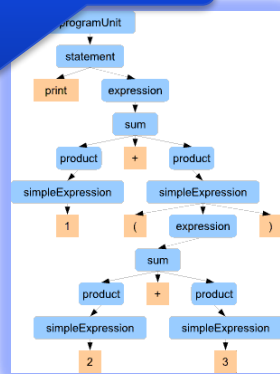 programUnit
statement
print expression
sum
product + product
simpleExpression simpleExpression
1 ( expression )
sum
product + product
simpleExpression simpleExpression
2 3